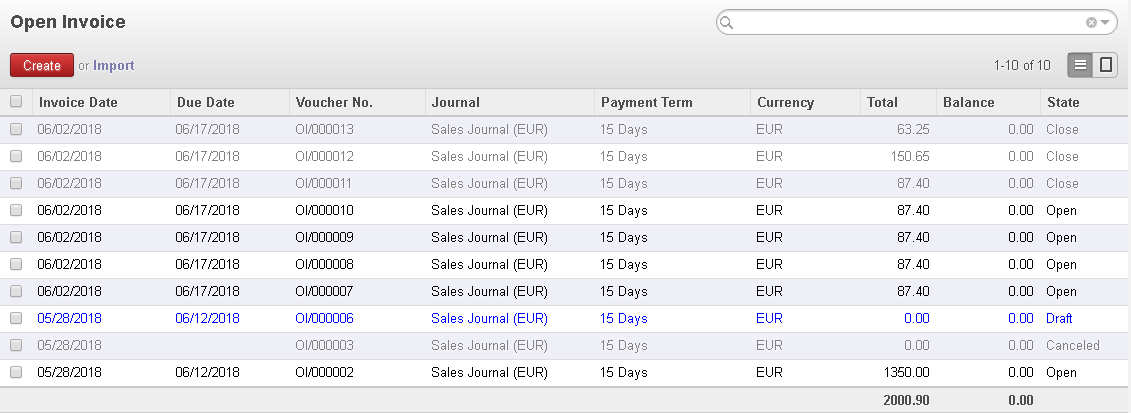 Open Invoice
Create or Import 1-10 of 10
Invoice Date Due Date Voucher No. Journal Payment Term Currency Total Balance State
06/02/2018 06/17/2018 OI/000013 Sales Journal (EUR) 15 Days EUR 63.25 0.00 Close
06/02/2018 06/17/2018 OI/000012 Sales Journal (EUR) 15 Days EUR 150.65 0.00 Close
06/02/2018 06/17/2018 OI/000011 Sales Journal (EUR) 15 Days EUR 87.40 0.00 Close
06/02/2018 06/17/2018 OI/000010 Sales Journal (EUR) 15 Days EUR 87.40 0.00 Open
06/02/2018 06/17/2018 OI/000009 Sales Journal (EUR) 15 Days EUR 87.40 0.00 Open
06/02/2018 06/17/2018 OI/000008 Sales Journal (EUR) 15 Days EUR 87.40 0.00 Open
06/02/2018 06/17/2018 OI/000007 Sales Journal (EUR) 15 Days EUR 87.40 0.00 Open
05/28/2018 06/12/2018 OI/000006 Sales Journal (EUR) 15 Days EUR 0.00 0.00 Draft
05/28/2018 OI/000003 Sales Journal (EUR) 15 Days EUR 0.00 0.00 Canceled
05/28/2018 06/12/2018 OI/000002 Sales Journal (EUR) 15 Days EUR 1350.00 0.00 Open
2000.90 0.00